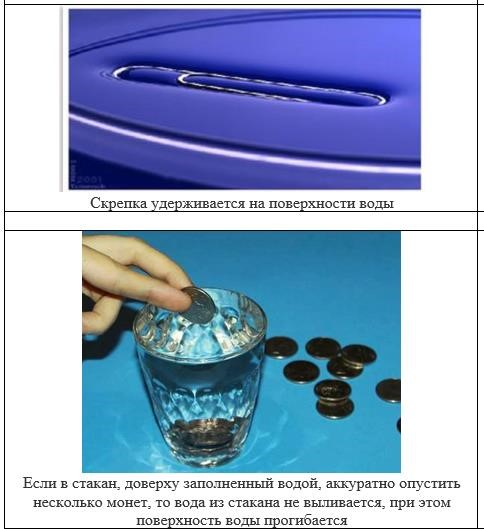 2001
Скрепка удерживается на поверхности воды
Если в стакан, доверху заполненный водой, аккуратно опустить
несколько монет, то вода из стакана не выливается, при этом
поверхность воды прогибается